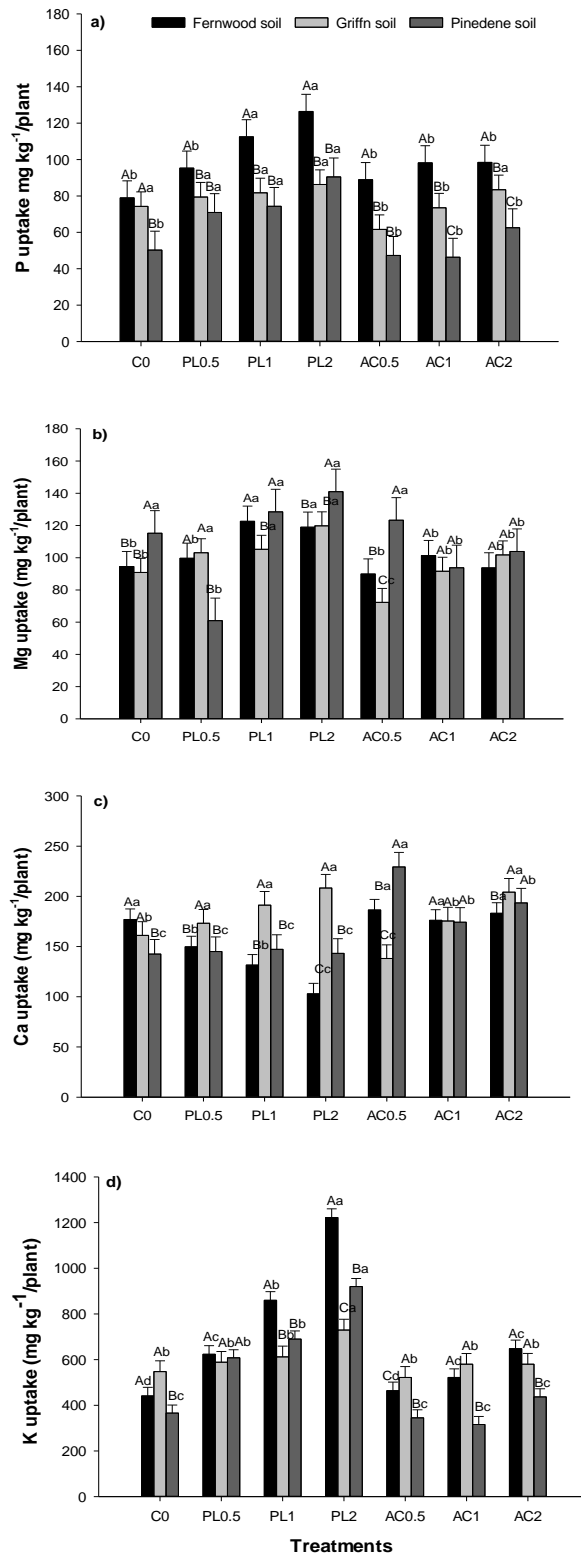 a)
Fernwood soil
Griffn soil
Pinedene soil
P uptake mg kg⁻¹/plant
180
160
140
120
100
80
60
40
20
0
Ab Aa Bb
Ab Ba Ba
Aa Ba Ba
Aa Ba Ba
Ab Bb Bb
Ab Bb Cb
Ab Ba Cb
C0 PL0.5 PL1 PL2 AC0.5 AC1 AC2
b)
Mg uptake (mg kg⁻¹/plant)
180
160
140
120
100
80
60
40
20
0
Bb Bb Aa
Ab Aa Bb
Aa Ba Aa
Ba Ba Aa
Bb Cc Aa
Ab Ab Ab
Ab Ab Ab
C0 PL0.5 PL1 PL2 AC0.5 AC1 AC2
c)
Ca uptake (mg kg⁻¹/plant)
300
250
200
150
100
50
0
Aa Ab Bc
Bb Aa Bc
Bb Aa Bc
Cc Aa Bc
Ba Cc Aa
Aa Ab Ab
Ba Aa Ab
C0 PL0.5 PL1 PL2 AC0.5 AC1 AC2
d)
K uptake (mg kg⁻¹/plant)
1400
1200
1000
800
600
400
200
0
Ad Ab Bc
Ac Ab Ab
Ab Bb Bb
Aa Ca Ba
Cd Ab Bc
Ad Ab Bc
Ac Ab Bc
C0 PL0.5 PL1 PL2 AC0.5 AC1 AC2
Treatments